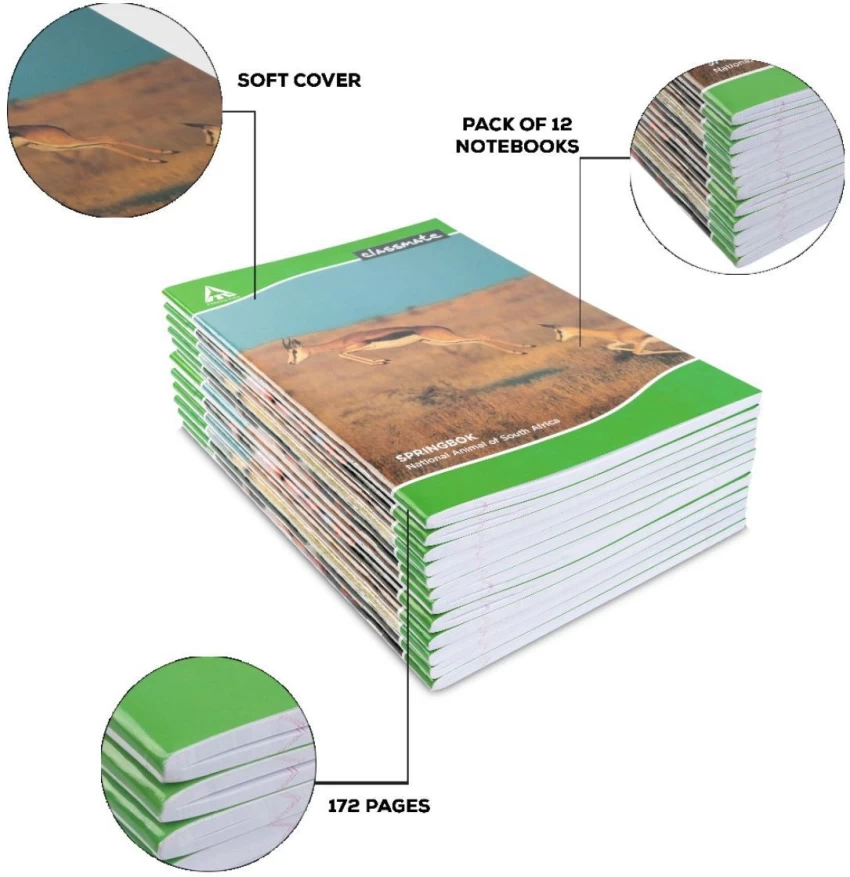 SOFT COVER
PACK OF 12
NOTEBOOKS
classmate
SPRINGBOK
National Animal of South Africa
172 PAGES